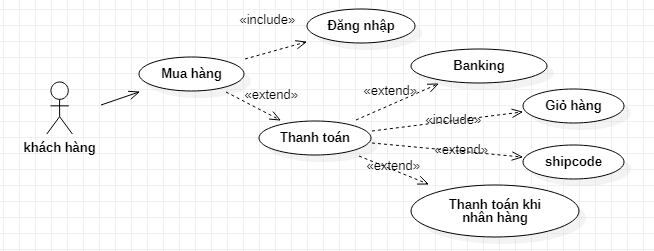 «include»
Đăng nhập
Mua hàng
«extend»
Banking
«extend»
Giỏ hàng
«include»
Thanh toán
khách hàng
«extend»
shipcode
«extend»
Thanh toán khi
nhân hàng